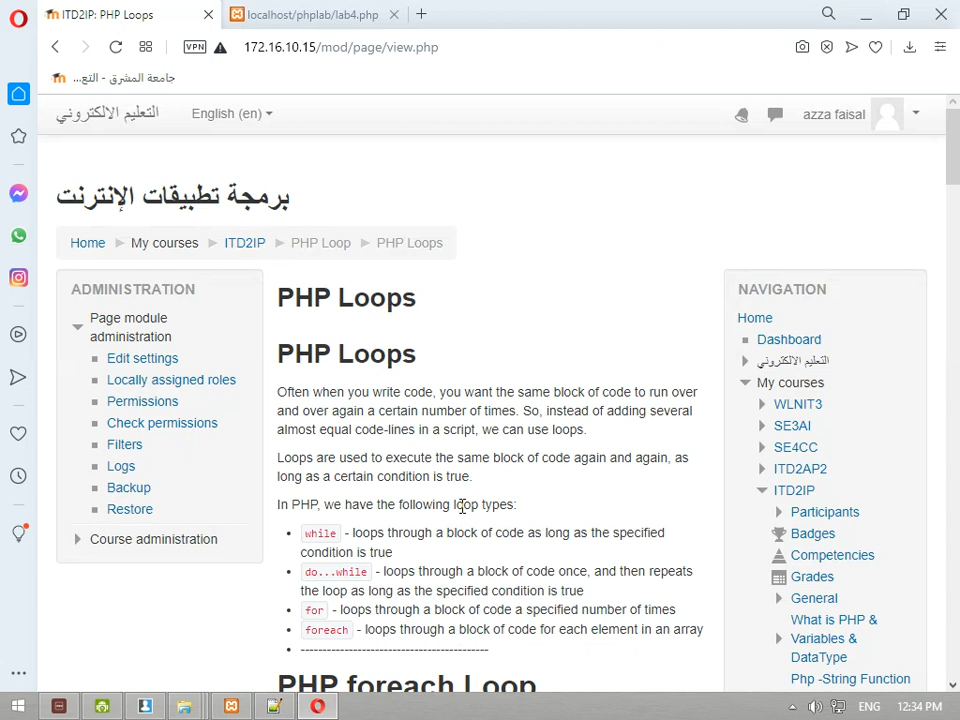 ITD2IP: PHP Loops
localhost/phplab/lab4.php
VPN
172.16.10.15/mod/page/view.php
جامعة المشرق - التع...
التعليم الالكتروني
English (en)
azza faisal
برمجة تطبيقات الإنترنت
Home
My courses
ITD2IP
PHP Loop
PHP Loops
ADMINISTRATION
Page module
administration
Edit settings
Locally assigned roles
Permissions
Check permissions
Filters
Logs
Backup
Restore
Course administration
PHP Loops
PHP Loops
Often when you write code, you want the same block of code to run over
and over again a certain number of times. So, instead of adding several
almost equal code-lines in a script, we can use loops.
Loops are used to execute the same block of code again and again, as
long as a certain condition is true.
In PHP, we have the following loop types:
while - loops through a block of code as long as the specified
condition is true
do...while - loops through a block of code once, and then repeats
the loop as long as the specified condition is true
for - loops through a block of code a specified number of times
foreach - loops through a block of code for each element in an array
-------------------------------------------
PHP foreach Loop
NAVIGATION
Home
Dashboard
التعليم الالكتروني
My courses
WLNIT3
SE3AI
SE4CC
ITD2AP2
ITD2IP
Participants
Badges
Competencies
Grades
General
What is PHP &
Variables &
DataType
Php -String Function
ENG
12:34 PM